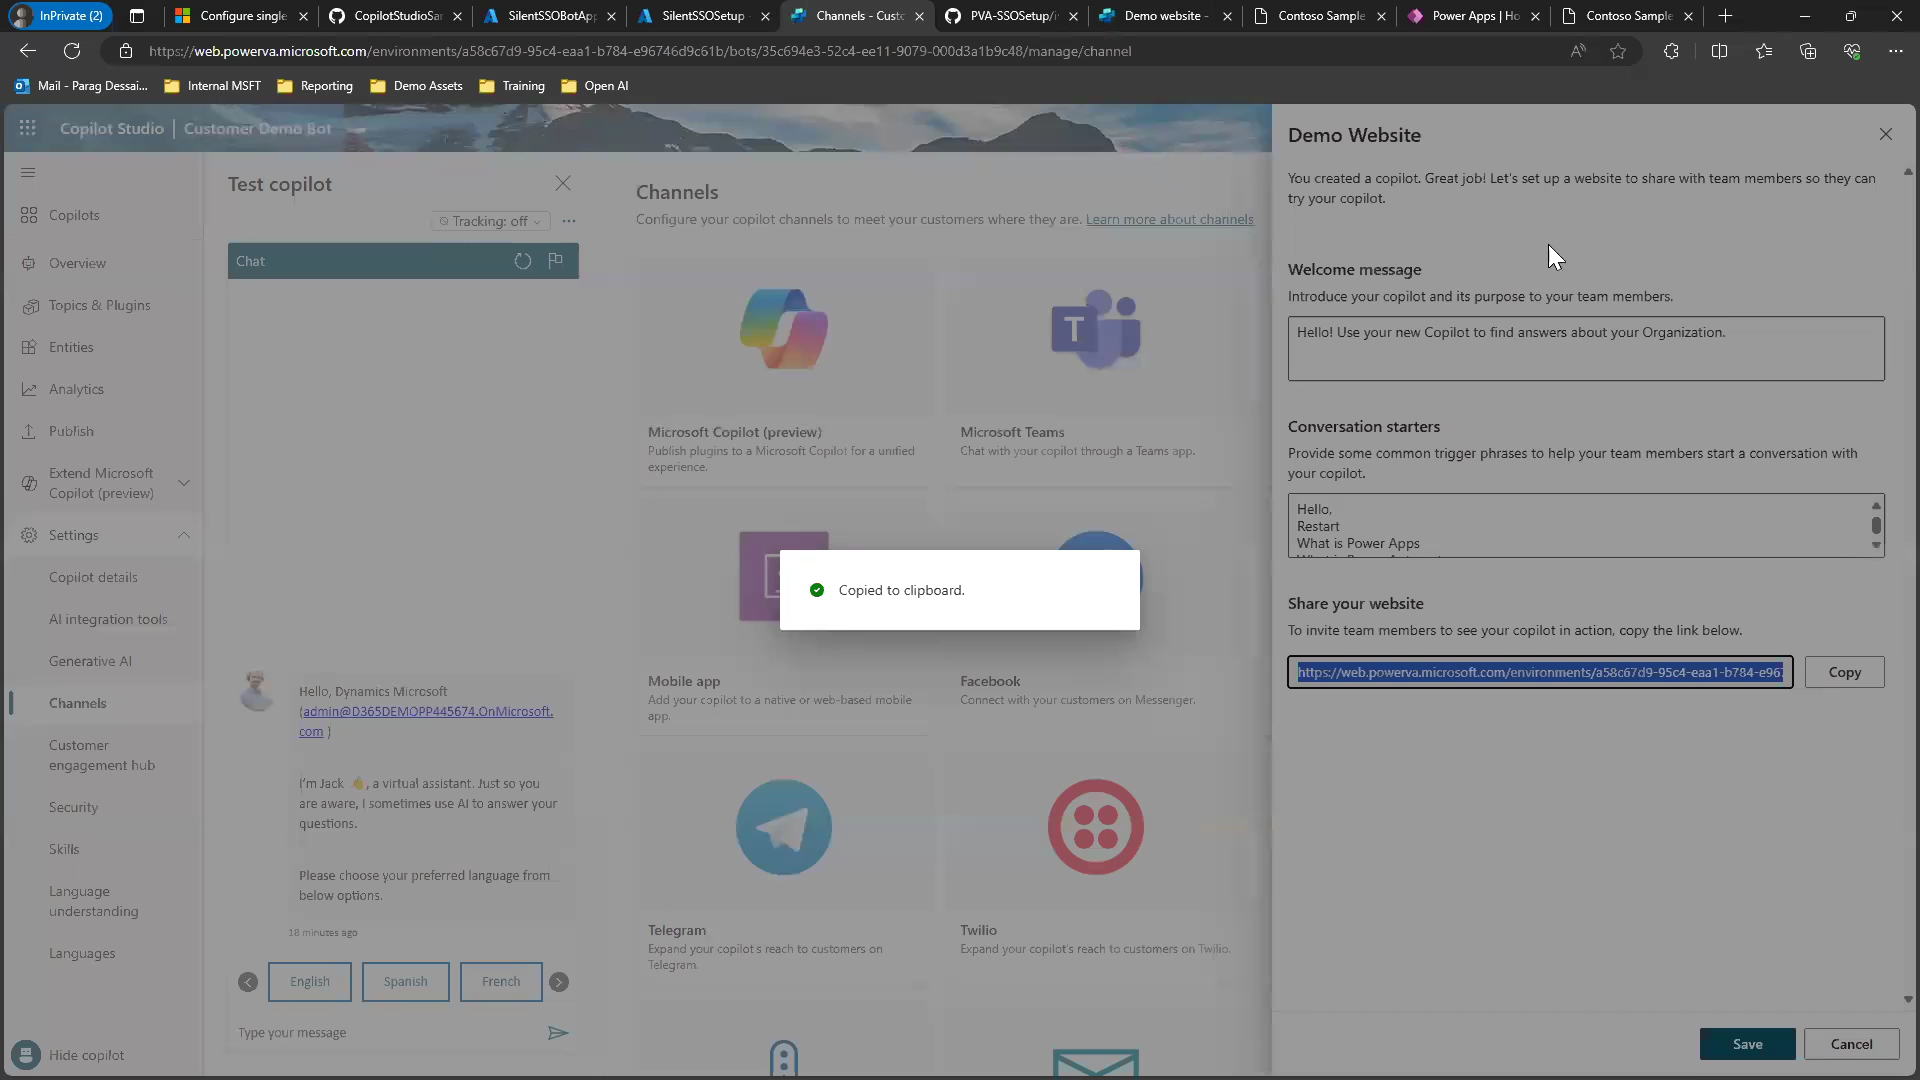 InPrivate (2)
Configure single
CopilotStudioSar
SilentSSOBotApp
SilentSSOSetup -
Channels - Custo
PVA-SSOSetup/i
Demo website -
Contoso Sample
Power Apps | Ho
Contoso Sample
https://web.powerva.microsoft.com/environments/a58c67d9-95c4-eaa1-b784-e96746d9c61b/bots/35c694e3-52c4-ee11-9079-000d3a1b9c48/manage/channel
Mail - Parag Dessai...
Internal MSFT
Reporting
Demo Assets
Training
Open AI
Copilot Studio | Customer Demo Bot
Copilots
Overview
Topics & Plugins
Entities
Analytics
Publish
Extend Microsoft
Copilot (preview)
Settings
Copilot details
AI integration tools
Generative AI
Channels
Customer
engagement hub
Security
Skills
Language
understanding
Languages
Hide copilot
Test copilot
Tracking: off
Chat
Hello, Dynamics Microsoft
(admin@D365DEMOPP445674.OnMicrosoft.
com )
I'm Jack 👋, a virtual assistant. Just so you
are aware, I sometimes use AI to answer your
questions.
Please choose your preferred language from
below options.
18 minutes ago
English
Spanish
French
Type your message
Channels
Configure your copilot channels to meet your customers where they are. Learn more about channels
Microsoft Copilot (preview)
Publish plugins to a Microsoft Copilot for a unified
experience.
T
Microsoft Teams
Chat with your copilot through a Teams app.
Mobile app
Add your copilot to a native or web-based mobile
app.
Facebook
Connect with your customers on Messenger.
Telegram
Expand your copilot's reach to customers on
Telegram.
Twilio
Expand your copilot's reach to customers on Twilio.
Copied to clipboard.
Demo Website
You created a copilot. Great job! Let's set up a website to share with team members so they can
try your copilot.
Welcome message
Introduce your copilot and its purpose to your team members.
Hello! Use your new Copilot to find answers about your Organization.
Conversation starters
Provide some common trigger phrases to help your team members start a conversation with
your copilot.
Hello,
Restart
What is Power Apps
Share your website
To invite team members to see your copilot in action, copy the link below.
https://web.powerva.microsoft.com/environments/a58c67d9-95c4-eaa1-b784-e967
Copy
Save
Cancel